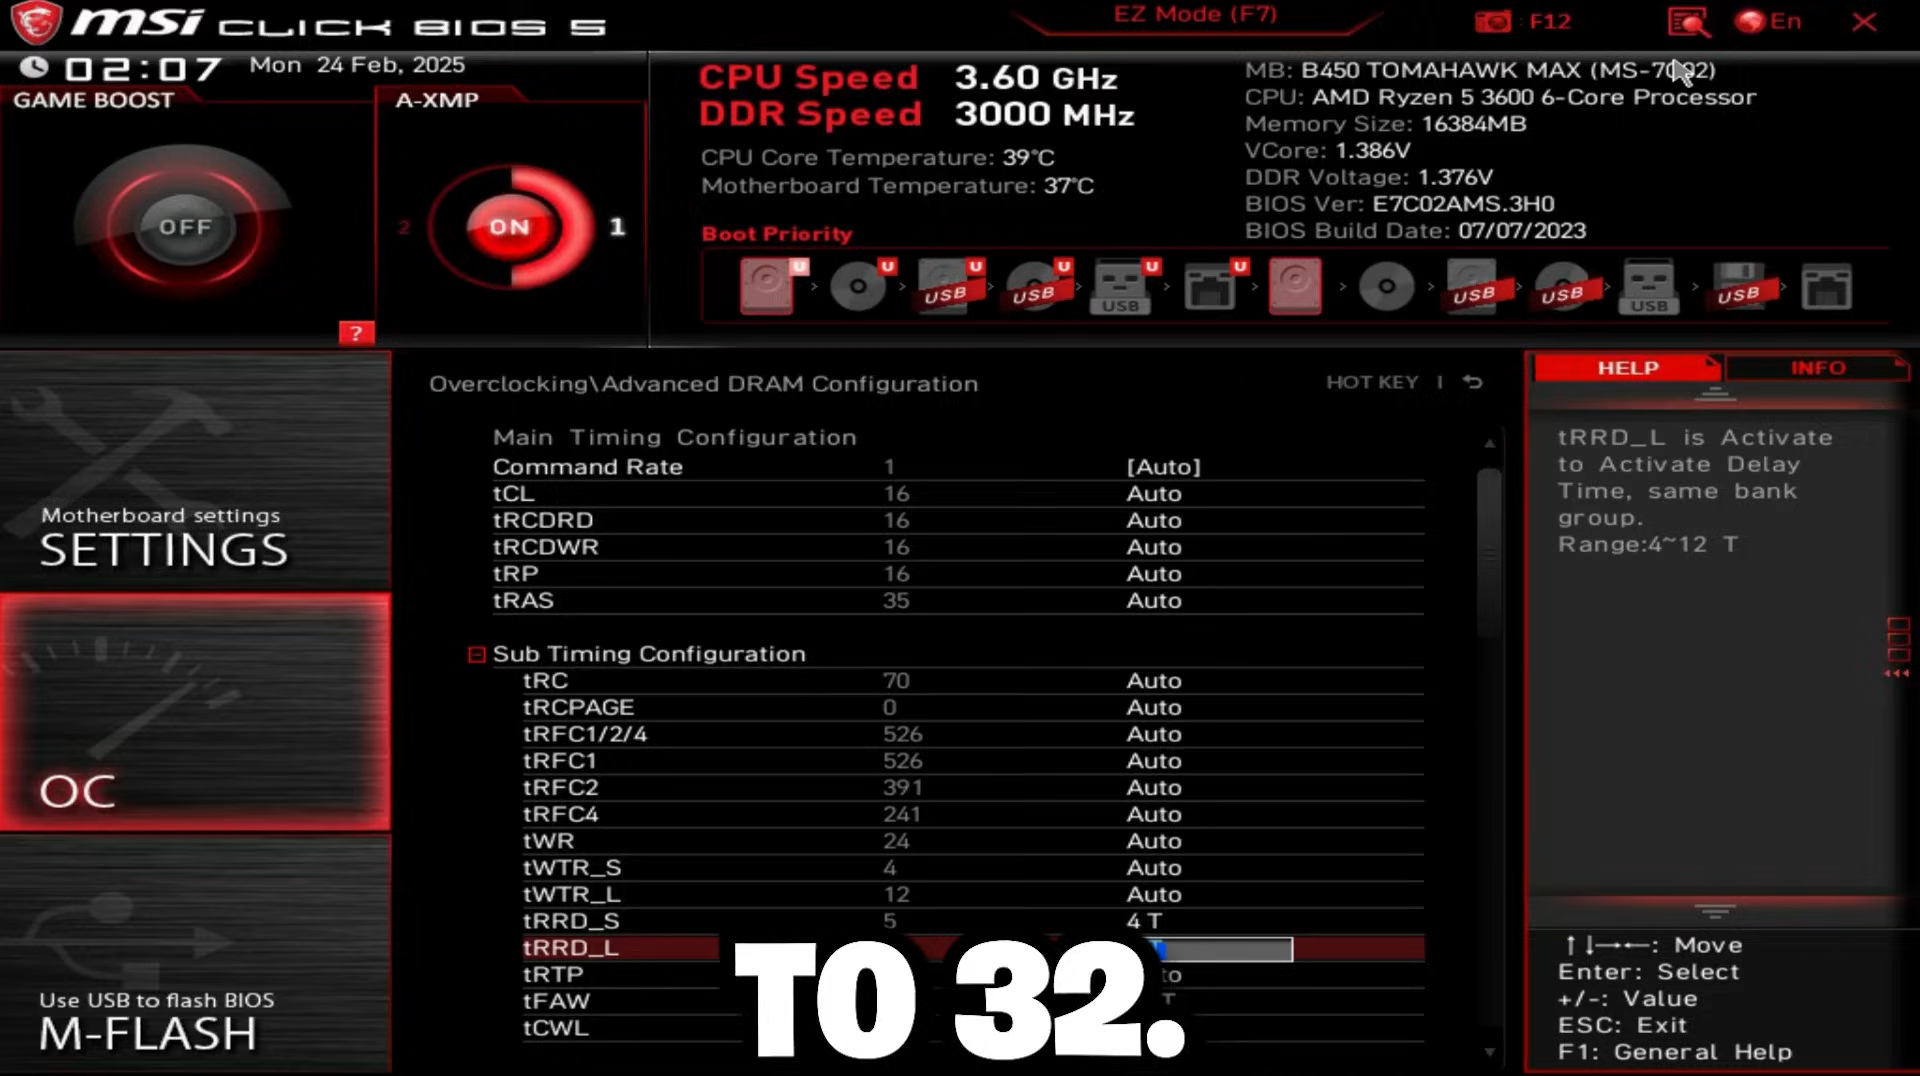 msi CLICK BIOS 5
EZ Mode (F7)
: F12
En
02:07 Mon 24 Feb, 2025
GAME BOOST
OFF
?
A-XMP
2 ON 1
CPU Speed 3.60 GHz
DDR Speed 3000 MHz
CPU Core Temperature: 39°C
Motherboard Temperature: 37°C
MB: B450 TOMAHAWK MAX
CPU: AMD Ryzen 5 3600 6-Core Processor
Memory Size: 16384MB
VCore: 1.386V
DDR Voltage: 1.376V
BIOS Ver: E7C02AMS.3H0
BIOS Build Date: 07/07/2023
Boot Priority
U U U U U U
USB USB USB USB USB USB USB
Motherboard settings
SETTINGS
OC
Use USB to flash BIOS
M-FLASH
Overclocking\Advanced DRAM Configuration
HOT KEY |
Main Timing Configuration
Command Rate 1 [Auto]
tCL 16 Auto
tRCDRD 16 Auto
tRCDWR 16 Auto
tRP 16 Auto
tRAS 35 Auto
Sub Timing Configuration
tRC 70 Auto
tRCPAGE 0 Auto
tRFC1/2/4 526 Auto
tRFC1 526 Auto
tRFC2 391 Auto
tRFC4 241 Auto
tWR 24 Auto
tWTR_S 4 Auto
tWTR_L 12 Auto
tRRD_S 5 4 T
tRRD_L
tRTP
tFAW
tCWL
TO 32.
HELP
INFO
tRRD_L is Activate
to Activate Delay
Time, same bank
group.
Range:4~12 T
↑↓→←: Move
Enter: Select
+/-: Value
ESC: Exit
F1: General Help